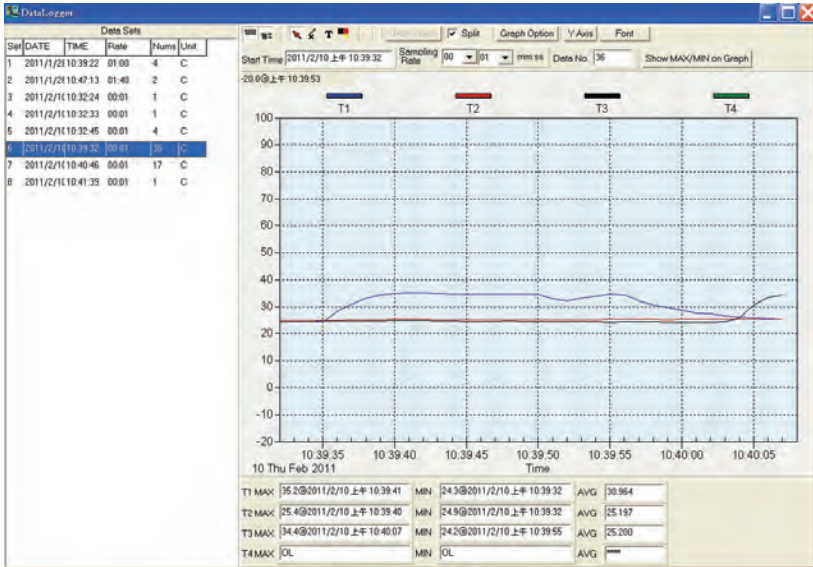 DataLogger
Data Sets
Set DATE TIME Rate Nums Unit
1 2011/1/2 10:39:22 01:00 4 C
2 2011/2/1 10:47:13 01:40 2 C
3 2011/2/1 10:32:24 00:01 1 C
4 2011/2/1 10:32:33 00:01 1 C
5 2011/2/1 10:32:45 00:01 4 C
6 2011/2/1 10:39:32 00:01 36 C
7 2011/2/1 10:40:46 00:01 17 C
8 2011/2/1 10:41:39 00:01 1 C
T Split Graph Option Y Axis Font
Start Time 2011/2/10 上午 10:39:32 Sampling Rate 00 01 mm:ss Data No. 36 Show MAX/MIN on Graph
-20.0@上午 10:39:53
T1 T2 T3 T4
100
90
80
70
60
50
40
30
20
10
0
-10
-20
10:39:35 10:39:40 10:39:45 10:39:50 10:39:55 10:40:00 10:40:05
10 Thu Feb 2011 Time
T1 MAX 35.2@2011/2/10 上午 10:39:41 MIN 24.3@2011/2/10 上午 10:39:32 AVG 30.964
T2 MAX 25.4@2011/2/10 上午 10:39:40 MIN 24.9@2011/2/10 上午 10:39:32 AVG 25.197
T3 MAX 34.4@2011/2/10 上午 10:40:07 MIN 24.2@2011/2/10 上午 10:39:55 AVG 25.200
T4 MAX OL MIN OL AVG ****